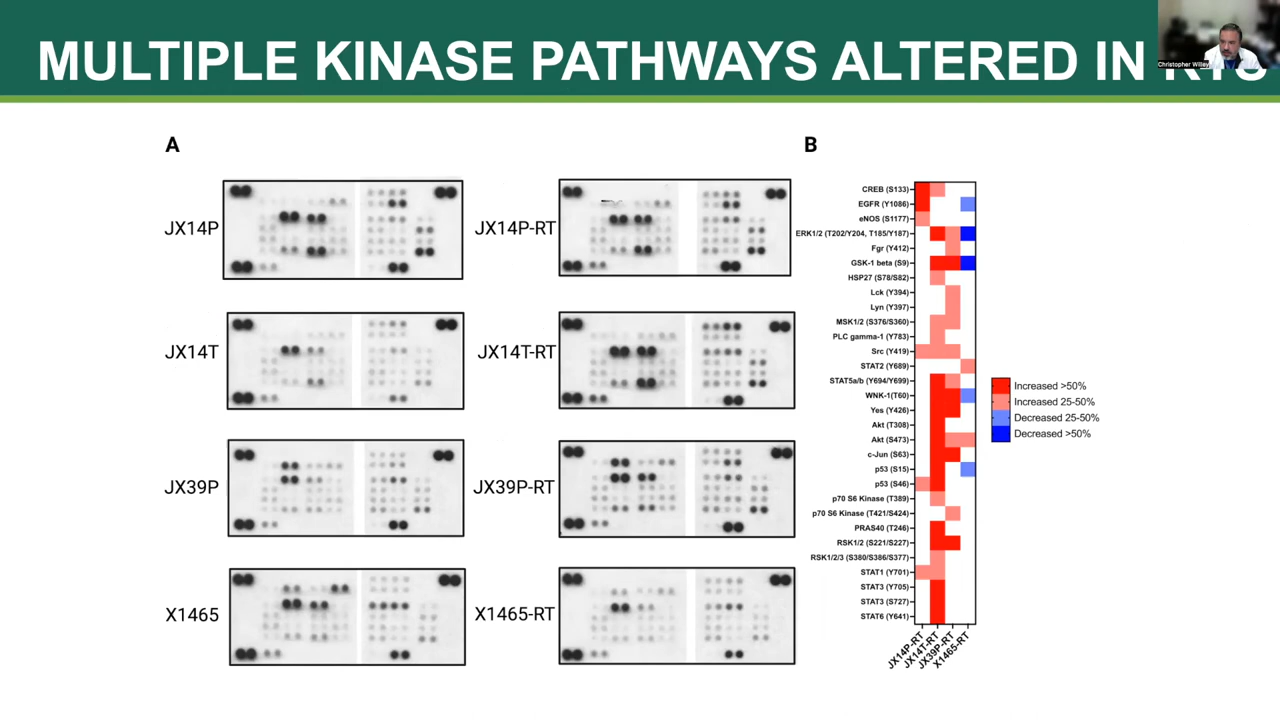 MULTIPLE KINASE PATHWAYS ALTERED IN
Christopher Willey
A
B
JX14P
JX14P-RT
JX14T
JX14T-RT
JX39P
JX39P-RT
X1465
X1465-RT
CREB (S133)
EGFR (Y1086)
eNOS (S1177)
ERK1/2 (T202/Y204, T185/Y187)
Fgr (Y412)
GSK-1 beta (S9)
HSP27 (S78/S82)
Lck (Y394)
Lyn (Y397)
MSK1/2 (S376/S360)
PLC gamma-1 (Y783)
Src (Y419)
STAT2 (Y689)
STAT5a/b (Y694/Y699)
WNK-1(T60)
Yes (Y426)
Akt (T308)
Akt (S473)
c-Jun (S63)
p53 (S15)
p53 (S46)
p70 S6 Kinase (T389)
p70 S6 Kinase (T421/S424)
PRAS40 (T246)
RSK1/2 (S221/S227)
RSK1/2/3 (S380/S386/S377)
STAT1 (Y701)
STAT3 (Y705)
STAT3 (S727)
STAT6 (Y641)
JX14P-RT
JX14T-RT
JX39P-RT
X1465-RT
Increased >50%
Increased 25-50%
Decreased 25-50%
Decreased >50%